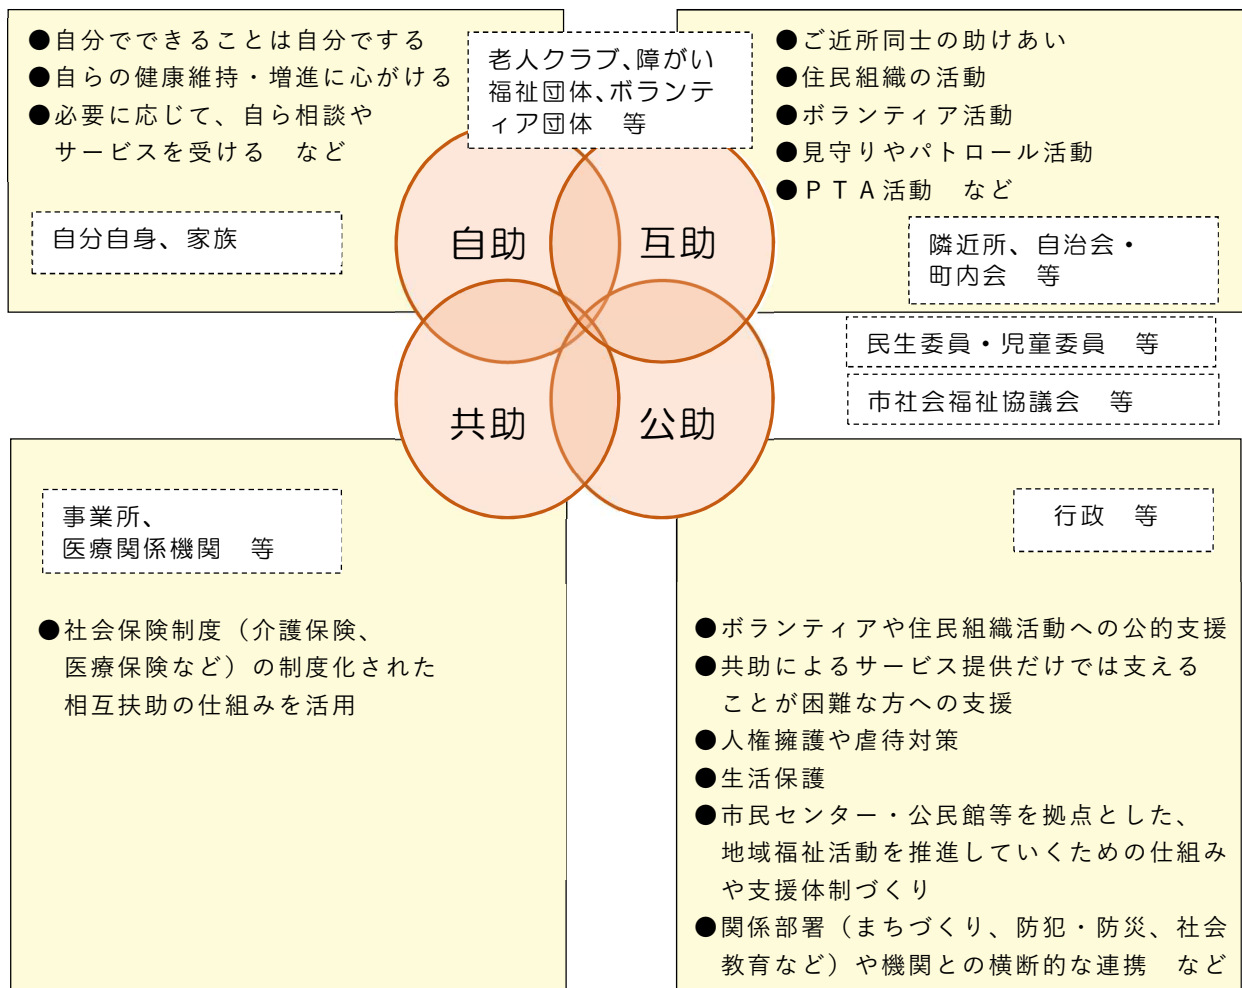 ●自分でできることは自分でする
●自らの健康維持・増進に心がける
●必要に応じて、自ら相談や
サービスを受ける　など
自分自身、家族
老人クラブ、障がい
福祉団体、ボランテ
ィア団体　等
●ご近所同士の助けあい
●住民組織の活動
●ボランティア活動
●見守りやパトロール活動
●ＰＴＡ活動　など
隣近所、自治会・
町内会　等
民生委員・児童委員　等
市社会福祉協議会　等
自助
互助
共助
公助
事業所、
医療関係機関　等
●社会保険制度（介護保険、
医療保険など）の制度化された
相互扶助の仕組みを活用
行政　等
●ボランティアや住民組織活動への公的支援
●共助によるサービス提供だけでは支える
ことが困難な方への支援
●人権擁護や虐待対策
●生活保護
●市民センター・公民館等を拠点とした、
地域福祉活動を推進していくための仕組み
や支援体制づくり
●関係部署（まちづくり、防犯・防災、社会
教育など）や機関との横断的な連携　など